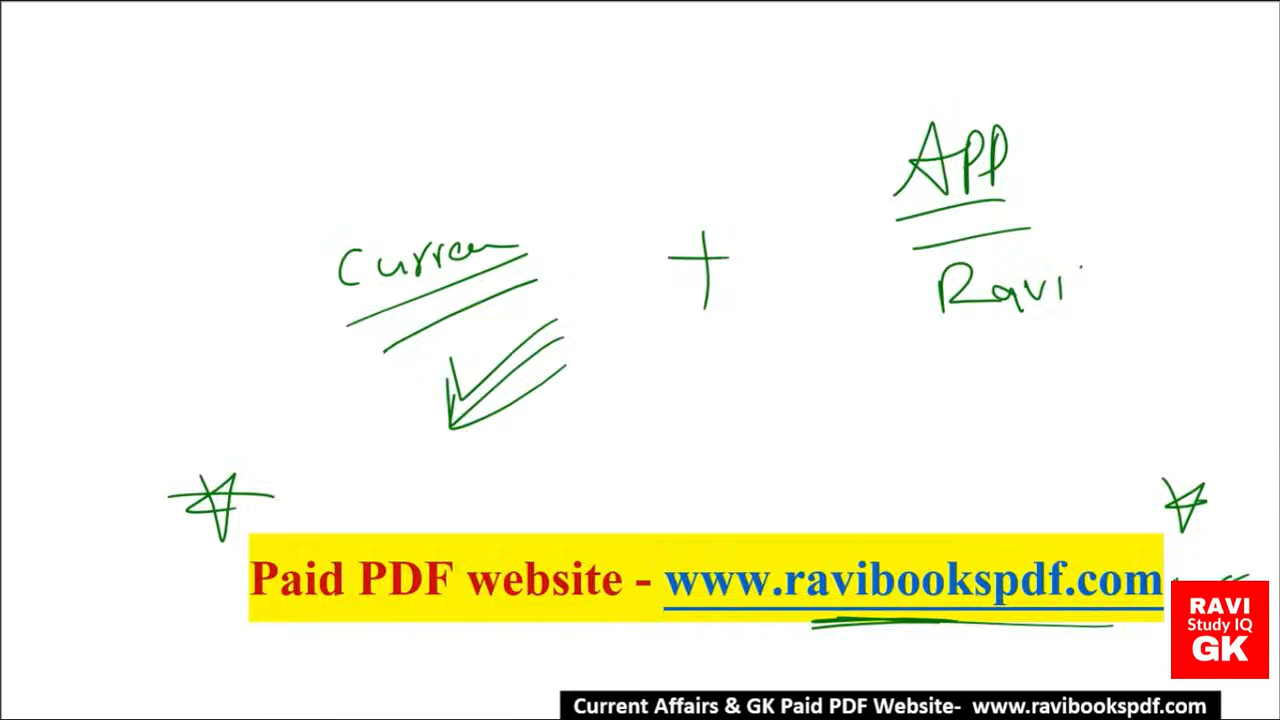 App
Curren
+
Ravi
Paid PDF website - www.ravibookspdf.com
RAVI
Study IQ
GK
Current Affairs & GK Paid PDF Website- www.ravibookspdf.com